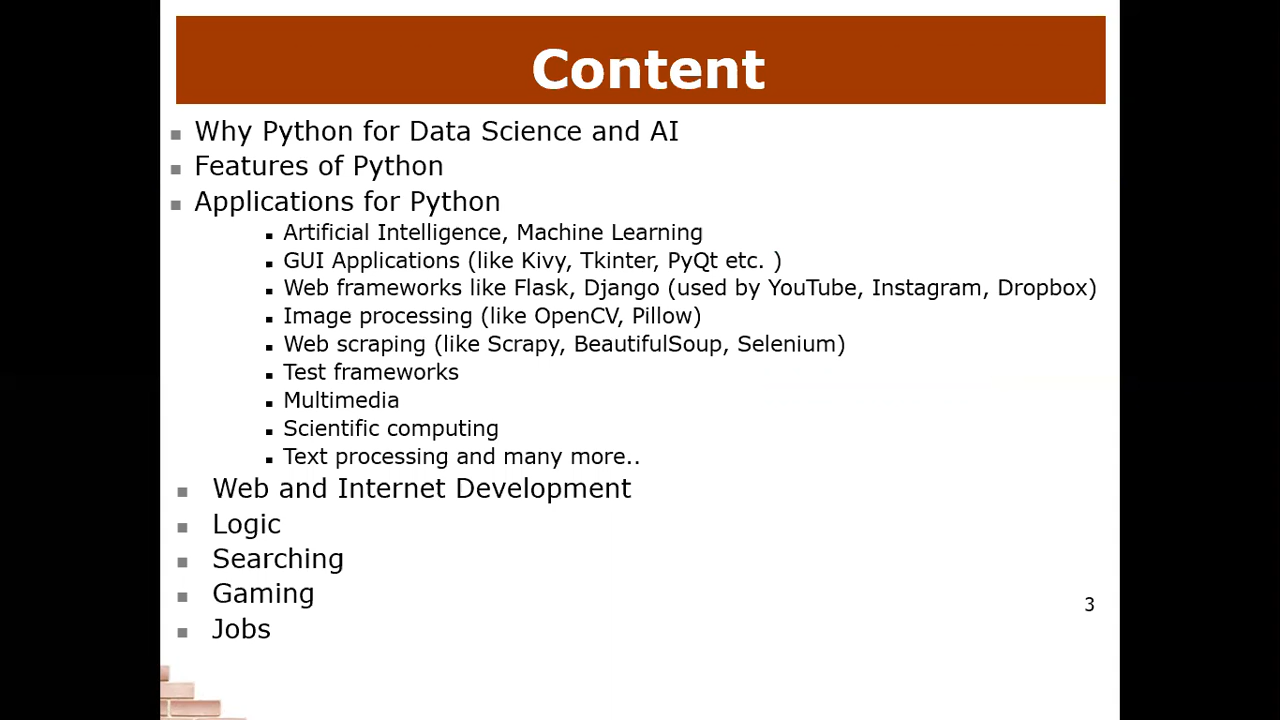 Content
Why Python for Data Science and AI
Features of Python
Applications for Python
Artificial Intelligence, Machine Learning
GUI Applications (like Kivy, Tkinter, PyQt etc. )
Web frameworks like Flask, Django (used by YouTube, Instagram, Dropbox)
Image processing (like OpenCV, Pillow)
Web scraping (like Scrapy, BeautifulSoup, Selenium)
Test frameworks
Multimedia
Scientific computing
Text processing and many more..
Web and Internet Development
Logic
Searching
Gaming
3
Jobs